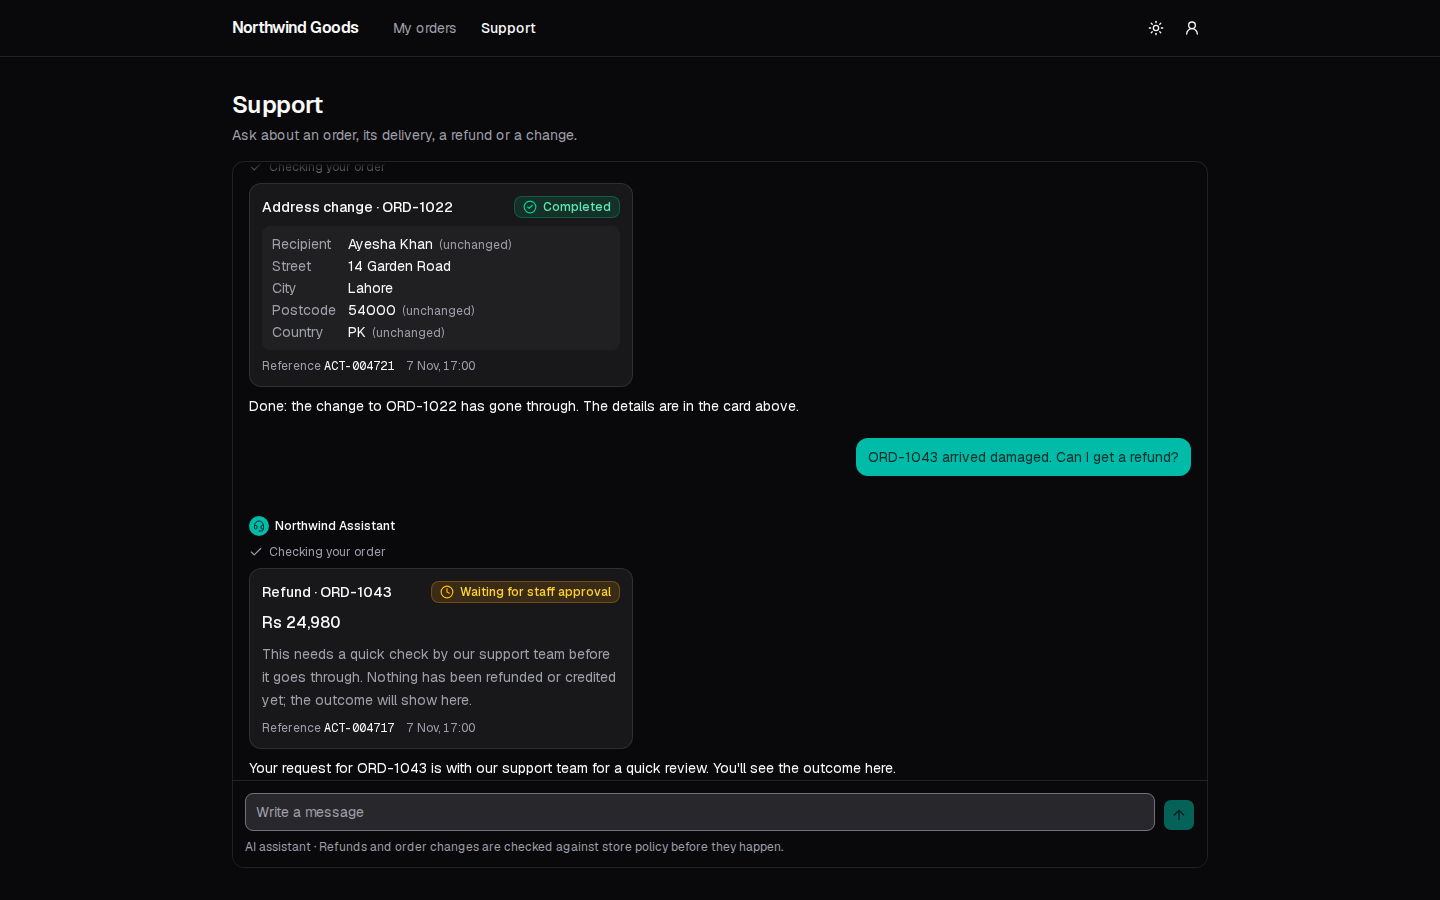 Northwind Goods My orders Support
Support
Ask about an order, its delivery, a refund or a change.
Checking your order
Address change · ORD-1022 Completed
Recipient Ayesha Khan (unchanged)
Street 14 Garden Road
City Lahore
Postcode 54000 (unchanged)
Country PK (unchanged)
Reference ACT-004721 7 Nov, 17:00
Done: the change to ORD-1022 has gone through. The details are in the card above.
ORD-1043 arrived damaged. Can I get a refund?
Northwind Assistant
Checking your order
Refund · ORD-1043 Waiting for staff approval
Rs 24,980
This needs a quick check by our support team before
it goes through. Nothing has been refunded or credited
yet; the outcome will show here.
Reference ACT-004717 7 Nov, 17:00
Your request for ORD-1043 is with our support team for a quick review. You'll see the outcome here.
Write a message
AI assistant · Refunds and order changes are checked against store policy before they happen.